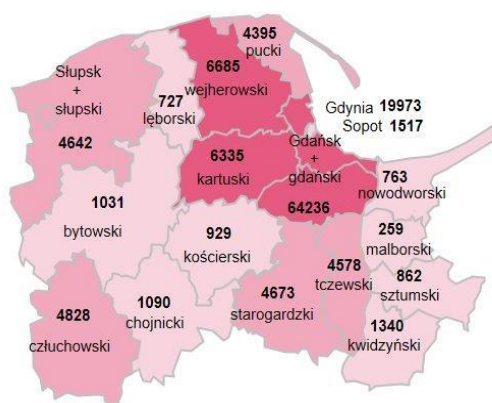 4395
pucki
6685
wejherowski
Słupsk
+
słupski
4642
727
lęborski
Gdynia 19973
Sopot 1517
Gdańsk
+
gdański
64236
6335
kartuski
763
nowodworski
1031
bytowski
929
kościerski
259
malborski
4578
tczewski
862
sztumski
4673
starogardzki
1090
chojnicki
4828
człuchowski
1340
kwidzyński